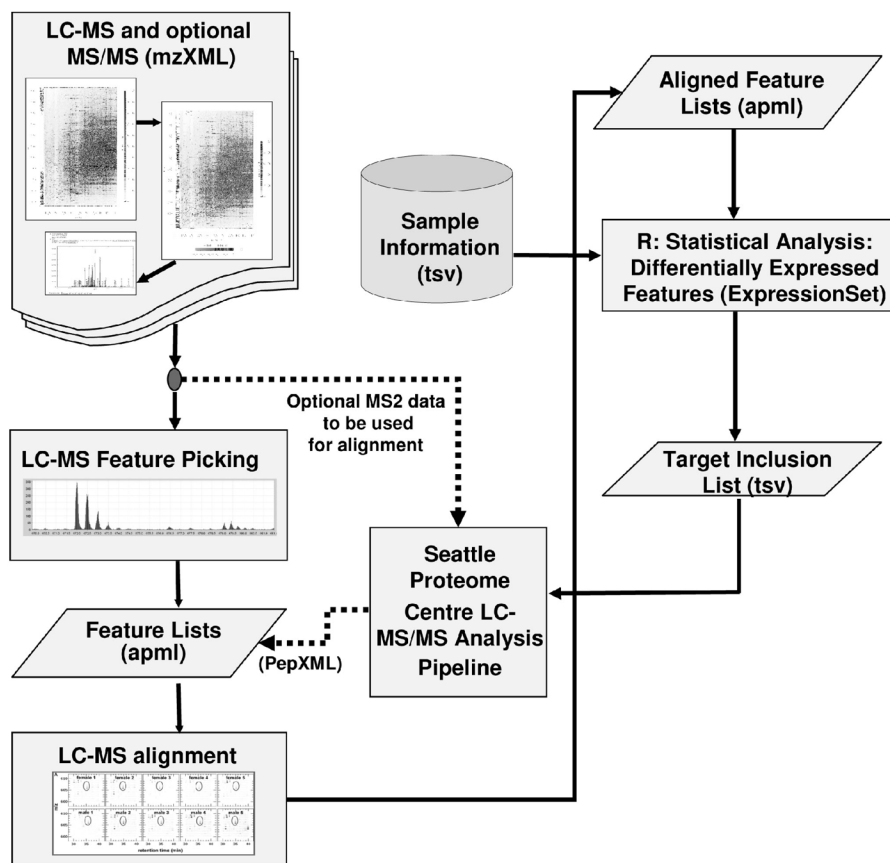 LC-MS and optional
MS/MS (mzXML)
Aligned Feature
Lists (apml)
Sample
Information
(tsv)
R: Statistical Analysis:
Differentially Expressed
Features (ExpressionSet)
Optional MS2 data
to be used
for alignment
LC-MS Feature Picking
Target Inclusion
List (tsv)
Seattle
Proteome
Centre LC-
MS/MS Analysis
Pipeline
Feature Lists
(apml)
(PepXML)
LC-MS alignment
female 1 female 2 female 3 female 4 female 5
male 1 male 2 male 3 male 4
retention time (min)